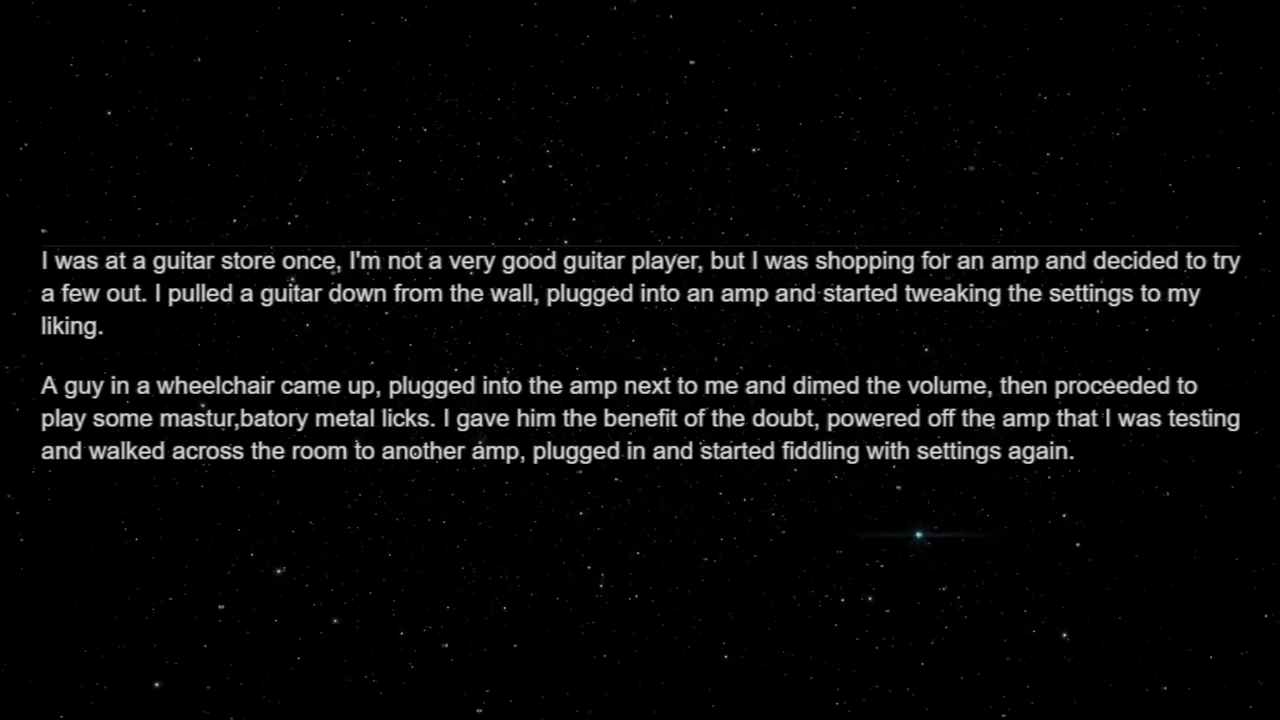 I was at a guitar store once, I'm not a very good guitar player, but I was shopping for an amp and decided to try
a few out. I pulled a guitar down from the wall, plugged into an amp and started tweaking the settings to my
liking.
A guy in a wheelchair came up, plugged into the amp next to me and dimed the volume, then proceeded to
play some mastur,batory metal licks. I gave him the benefit of the doubt, powered off the amp that I was testing
and walked across the room to another amp, plugged in and started fiddling with settings again.